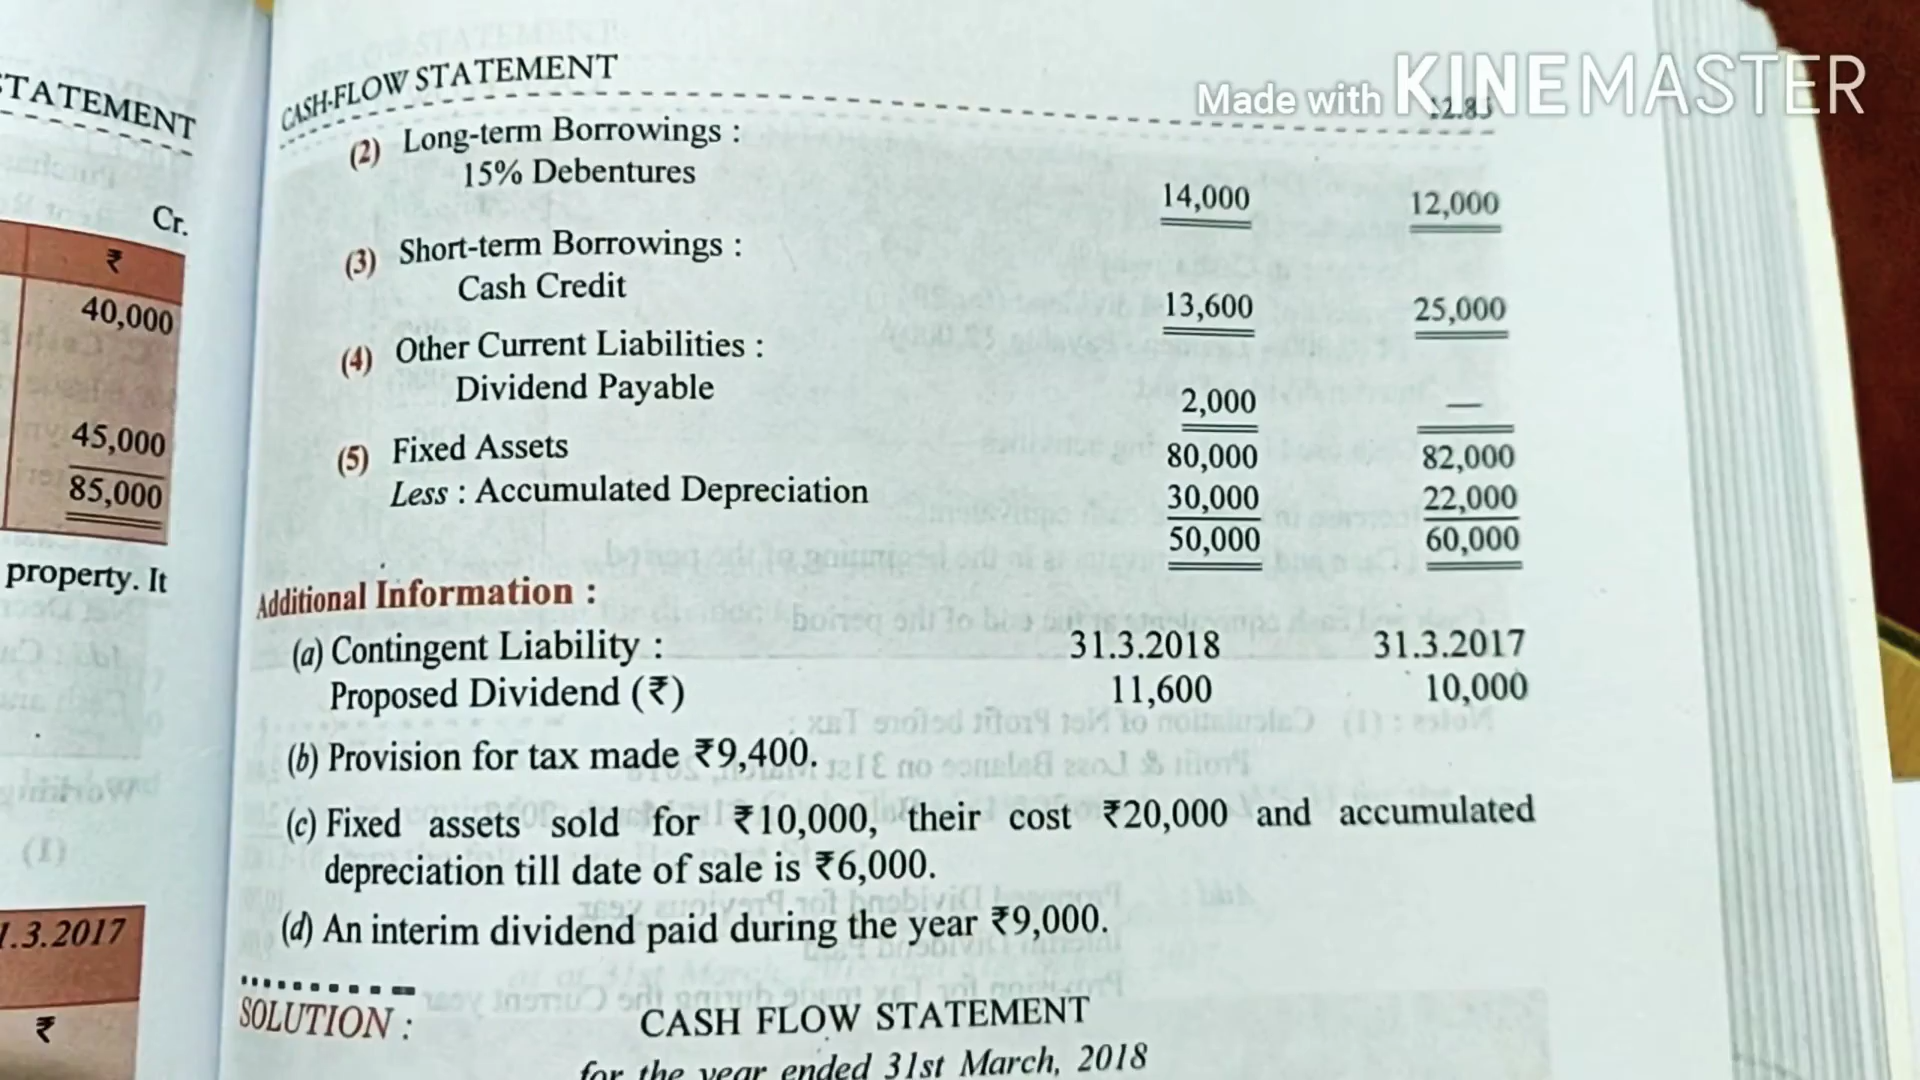 STATEMENT
Cr.
₹
40,000
45,000
85,000
property. It
1.3.2017
₹
Made with KINEMASTER
CASH-FLOW STATEMENT 12.85
(2) Long-term Borrowings :
15% Debentures 14,000 12,000
(3) Short-term Borrowings :
Cash Credit 13,600 25,000
(4) Other Current Liabilities :
Dividend Payable 2,000 —
(5) Fixed Assets 80,000 82,000
Less : Accumulated Depreciation 30,000 22,000
50,000 60,000
Additional Information :
(a) Contingent Liability : 31.3.2018 31.3.2017
Proposed Dividend (₹) 11,600 10,000
(b) Provision for tax made ₹9,400.
(c) Fixed assets sold for ₹10,000, their cost ₹20,000 and accumulated
depreciation till date of sale is ₹6,000.
(d) An interim dividend paid during the year ₹9,000.
SOLUTION : CASH FLOW STATEMENT
for the year ended 31st March, 2018